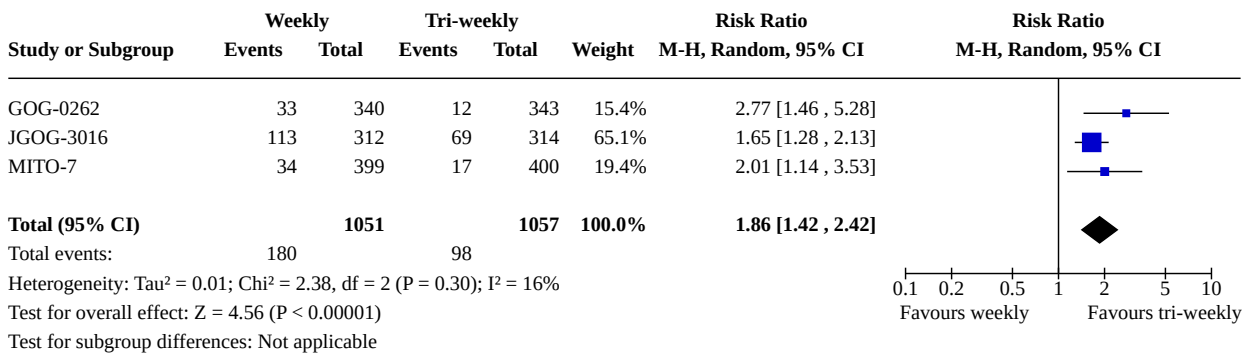 Weekly Tri-weekly Risk Ratio Risk Ratio
Study or Subgroup Events Total Events Total Weight M-H, Random, 95% CI M-H, Random, 95% CI
GOG-0262 33 340 12 343 15.4% 2.77 [1.46 , 5.28]
JGOG-3016 113 312 69 314 65.1% 1.65 [1.28 , 2.13]
MITO-7 34 399 17 400 19.4% 2.01 [1.14 , 3.53]
Total (95% CI) 1051 1057 100.0% 1.86 [1.42 , 2.42]
Total events: 180 98
Heterogeneity: Tau² = 0.01; Chi² = 2.38, df = 2 (P = 0.30); I² = 16% 0.1 0.2 0.5 1 2 5 10
Test for overall effect: Z = 4.56 (P < 0.00001) Favours weekly Favours tri-weekly
Test for subgroup differences: Not applicable